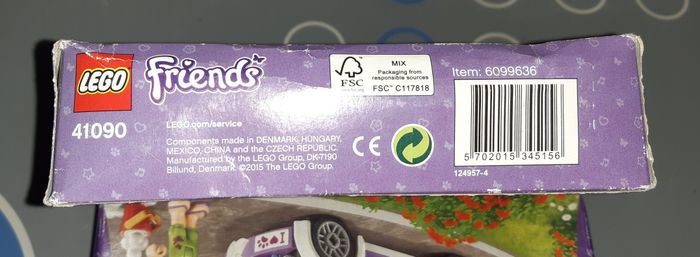 LEGO
Friends
41090
LEGO.com/service
Components made in DENMARK, HUNGARY,
MEXICO, CHINA and the CZECH REPUBLIC.
Manufactured by the LEGO Group, DK-7190
Billund, Denmark. ©2015 The LEGO Group.
FSC
MIX
Packaging from
responsible sources
FSC™ C117818
CE
Item: 6099636
5 702015 345156
124957-4